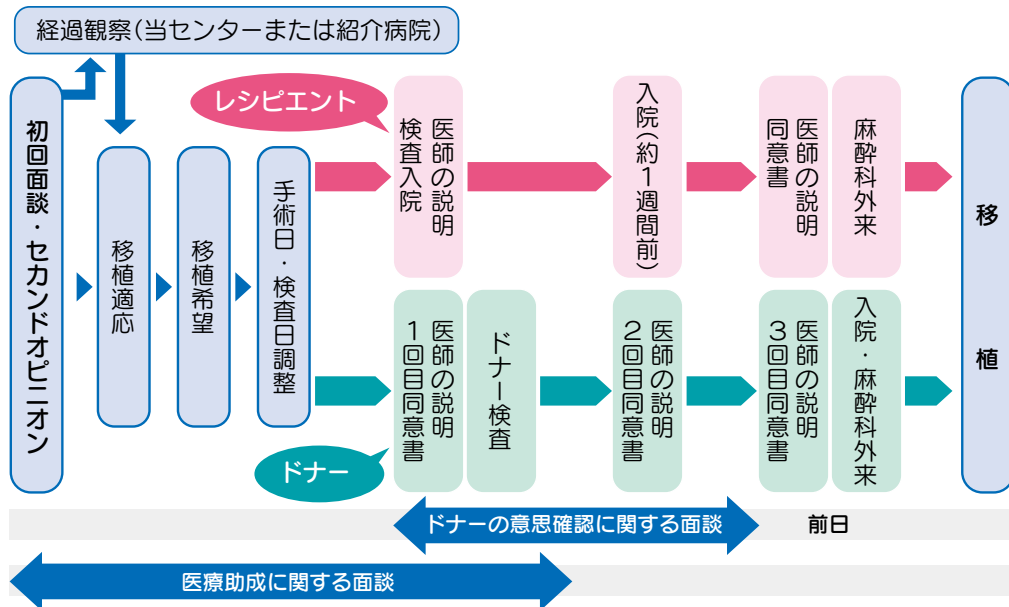 経過観察(当センターまたは紹介病院)
初回面談・セカンドオピニオン
移植適応
移植希望
手術日・検査日調整
レシピエント
医師の説明
検査入院
入院(約1週間前)
医師の説明
同意書
麻酔科外来
ドナー
医師の説明
1回目同意書
ドナー検査
医師の説明
2回目同意書
医師の説明
3回目同意書
入院・麻酔科外来
移植
ドナーの意思確認に関する面談
前日
医療助成に関する面談